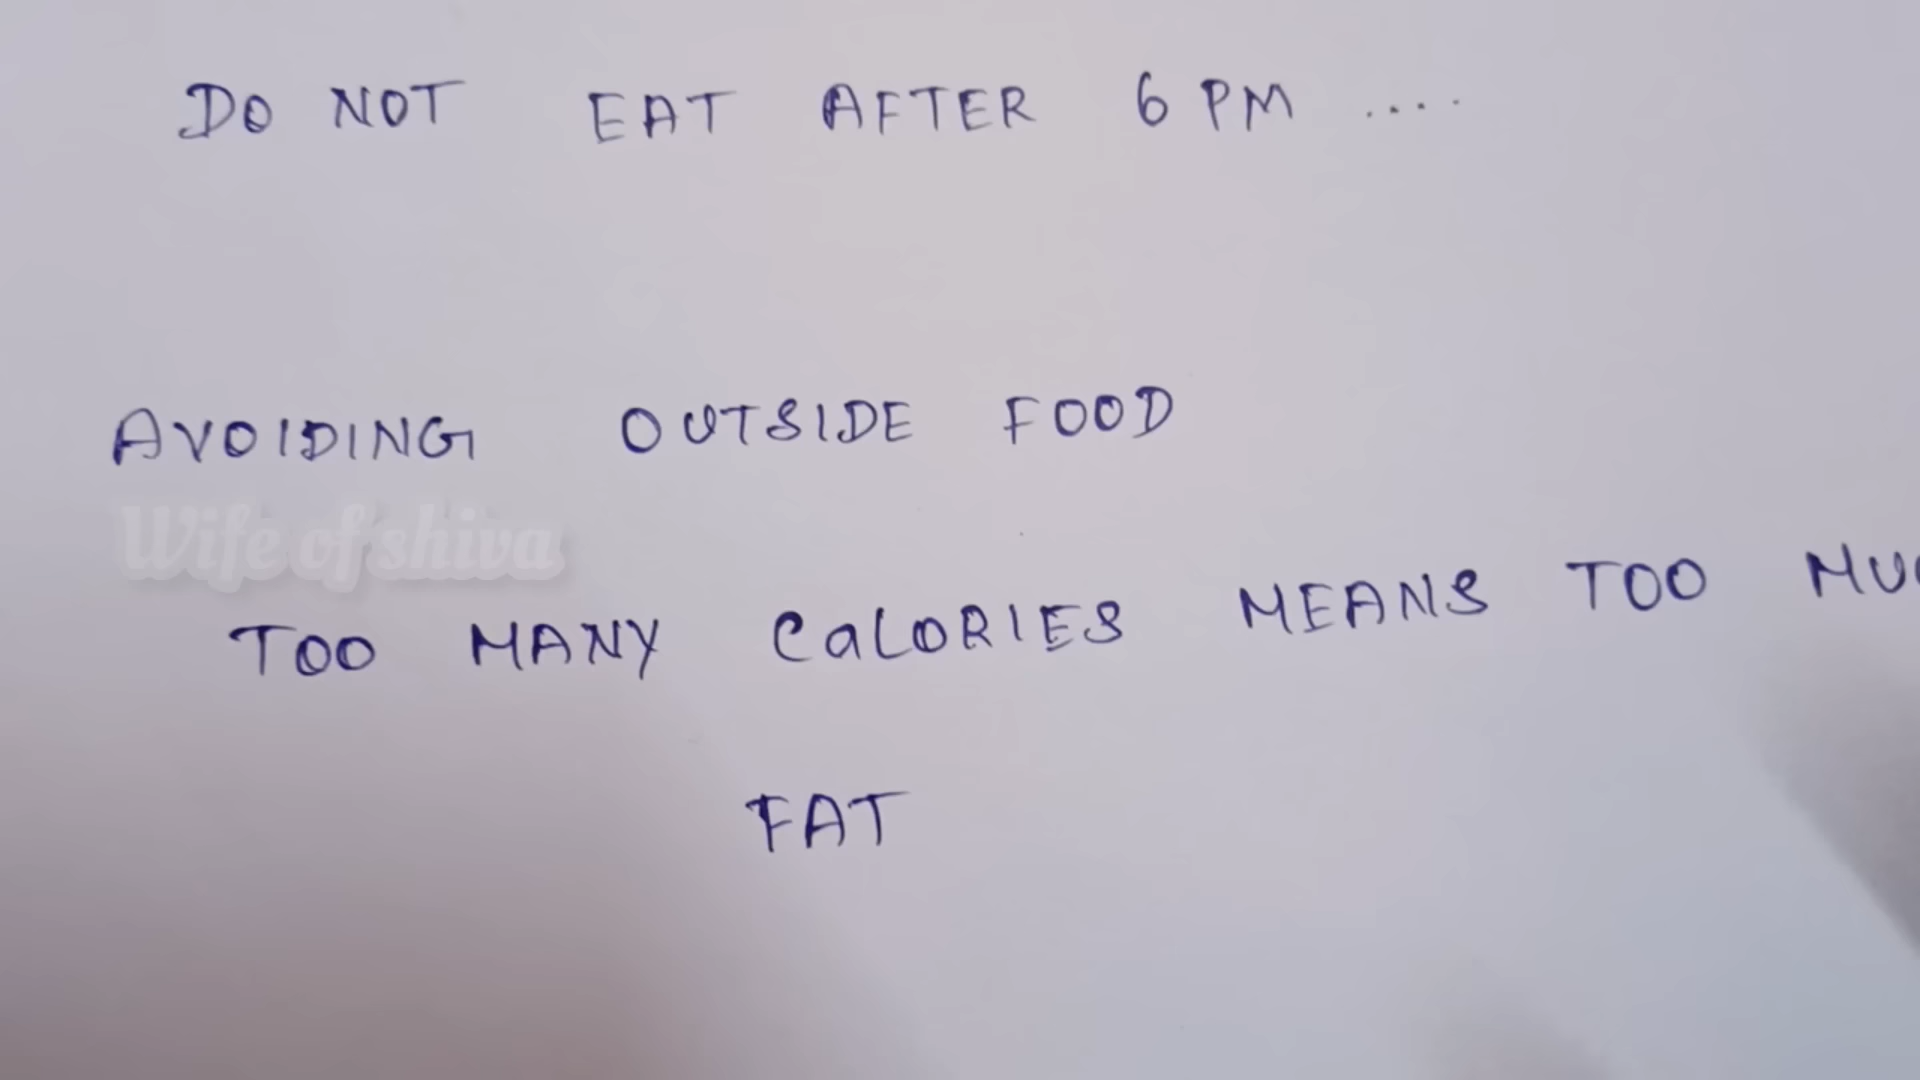 DO NOT EAT AFTER 6 PM ....
AVOIDING OUTSIDE FOOD
Wife of shiva
TOO MANY CaLORIES MEANS TOO
FAT